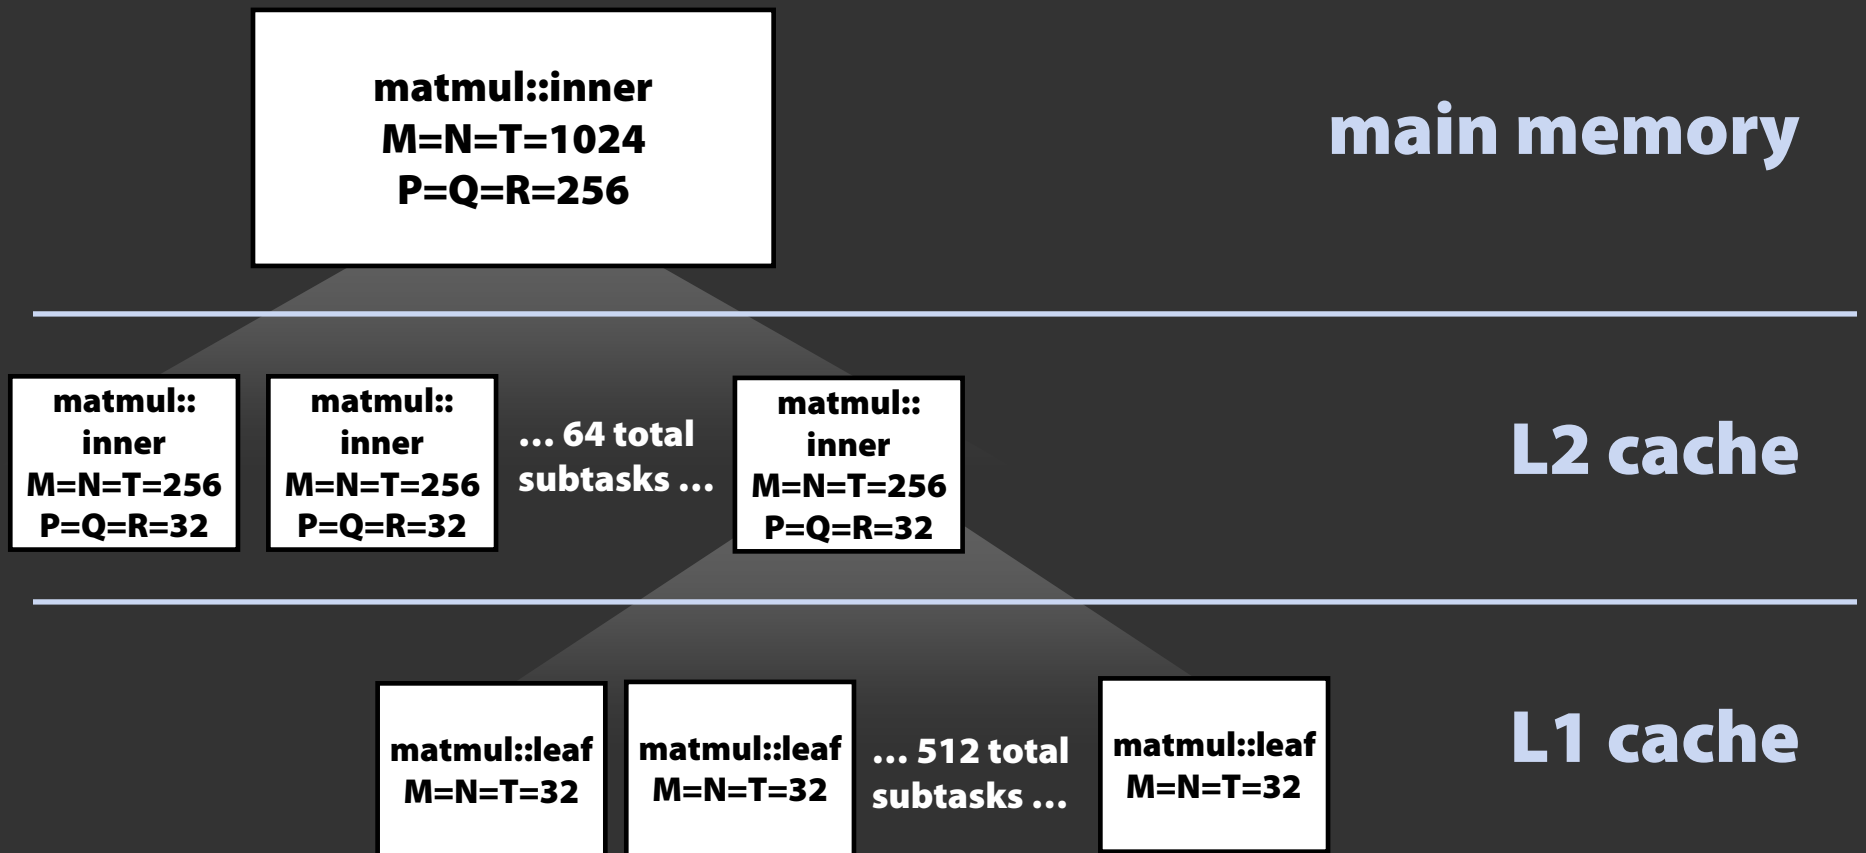 matmul::inner
M=N=T=1024
P=Q=R=256
main memory
matmul::
inner
M=N=T=256
P=Q=R=32
matmul::
inner
M=N=T=256
P=Q=R=32
... 64 total
subtasks ...
matmul::
inner
M=N=T=256
P=Q=R=32
L2 cache
matmul::leaf
M=N=T=32
matmul::leaf
M=N=T=32
... 512 total
subtasks ...
matmul::leaf
M=N=T=32
L1 cache